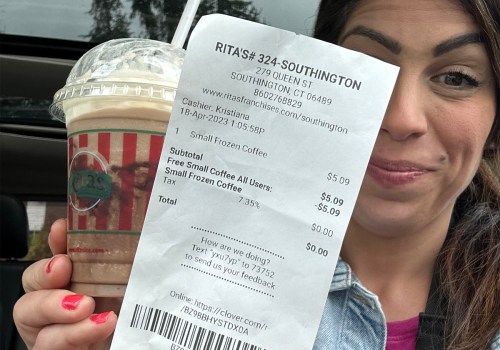 RITA'S# 324-SOUTHINGTON
279 QUEEN ST
SOUTHINGTON, CT 06489
8602768829
www.ritasfranchises.com/southington
Cashier: Kristiana
18-Apr-2023 1:05:58P
1 Small Frozen Coffee $5.09
Subtotal $5.09
Free Small Coffee All Users: -$5.09
Small Frozen Coffee
Tax 7.35% $0.00
Total $0.00
How are we doing?
Text "yxu7yp" to 73752
to send us your feedback
Online: https://clover.com/r
/BZ98BHYSTDX0A